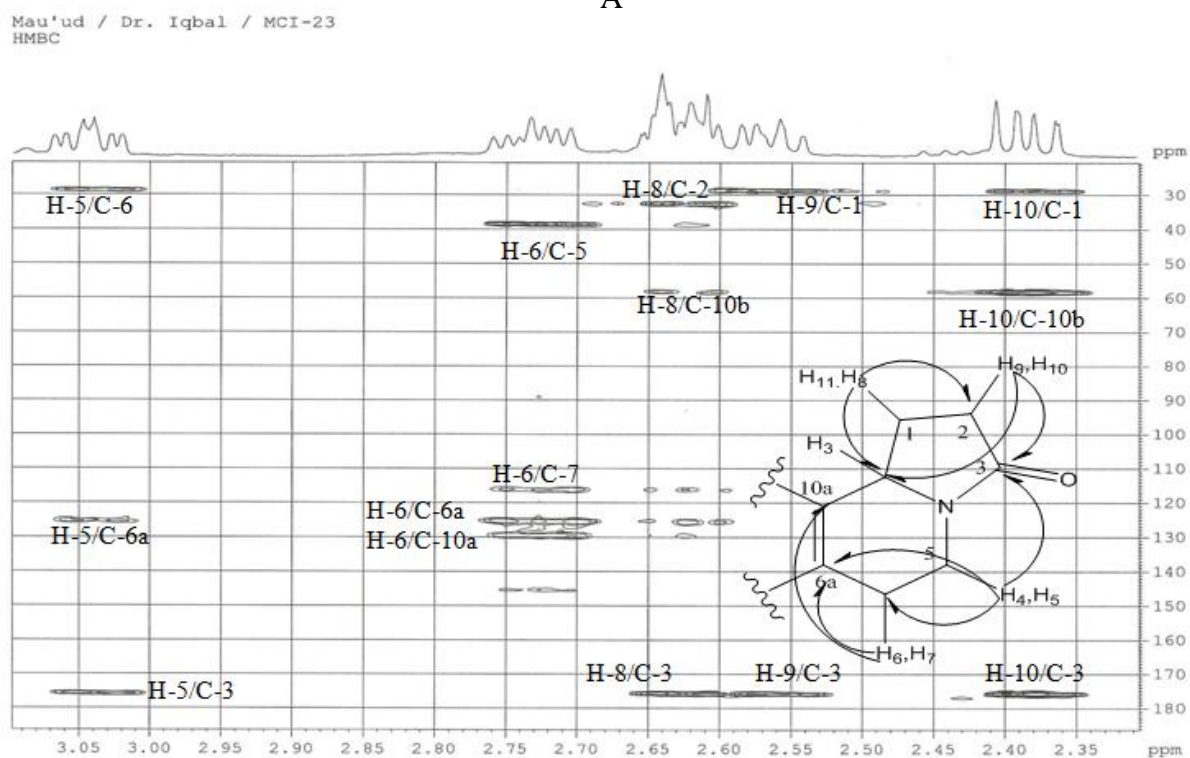 A
Mau'ud / Dr. Iqbal / MCI-23
HMBC
ppm
H-5/C-6
H-8/C-2
H-9/C-1
H-10/C-1
30
40
H-6/C-5
50
H-8/C-10b
H-10/C-10b
60
70
80
H11.H8
H9,H10
90
1
2
100
H3
3
O
110
H-6/C-7
10a
N
120
H-6/C-6a
H-5/C-6a
H-6/C-10a
130
5
6a
140
H4,H5
150
H6,H7
160
H-5/C-3
H-8/C-3
H-9/C-3
H-10/C-3
170
180
3.05 3.00 2.95 2.90 2.85 2.80 2.75 2.70 2.65 2.60 2.55 2.50 2.45 2.40 2.35 ppm